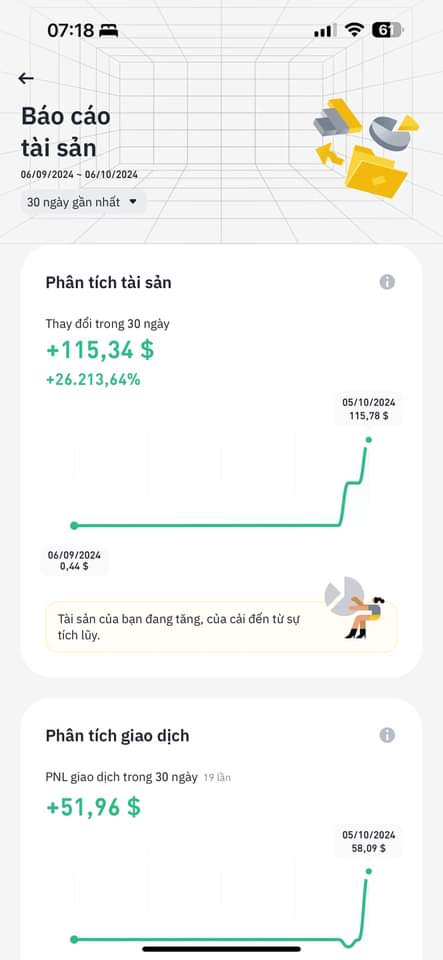 07:18
61
Báo cáo
tài sản
06/09/2024 ~ 06/10/2024
30 ngày gần nhất
Phân tích tài sản
Thay đổi trong 30 ngày
+115,34 $
+26.213,64%
05/10/2024
115,78 $
06/09/2024
0,44 $
Tài sản của bạn đang tăng, của cải đến từ sự
tích lũy.
Phân tích giao dịch
PNL giao dịch trong 30 ngày 19 lần
+51,96 $
05/10/2024
58,09 $